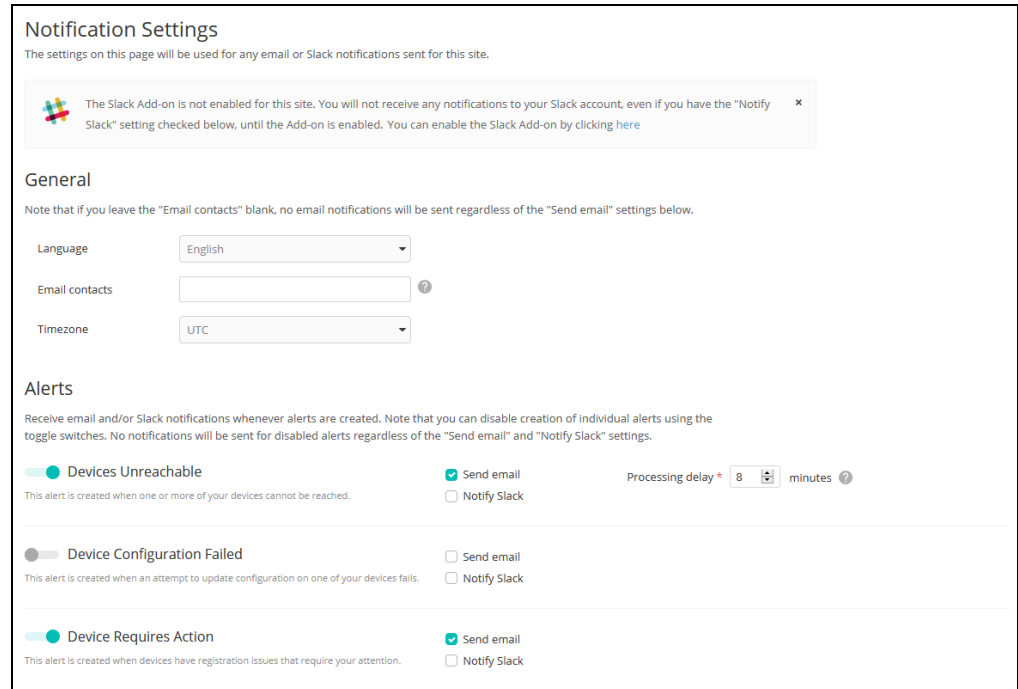 Notification Settings
The settings on this page will be used for any email or Slack notifications sent for this site.
The Slack Add-on is not enabled for this site. You will not receive any notifications to your Slack account, even if you have the "Notify
Slack" setting checked below, until the Add-on is enabled. You can enable the Slack Add-on by clicking here
×
General
Note that if you leave the "Email contacts" blank, no email notifications will be sent regardless of the "Send email" settings below.
Language English
Email contacts ?
Timezone UTC
Alerts
Receive email and/or Slack notifications whenever alerts are created. Note that you can disable creation of individual alerts using the
toggle switches. No notifications will be sent for disabled alerts regardless of the "Send email" and "Notify Slack" settings.
Devices Unreachable
This alert is created when one or more of your devices cannot be reached.
Send email
Notify Slack
Processing delay * 8 minutes ?
Device Configuration Failed
This alert is created when an attempt to update configuration on one of your devices fails.
Send email
Notify Slack
Device Requires Action
This alert is created when devices have registration issues that require your attention.
Send email
Notify Slack